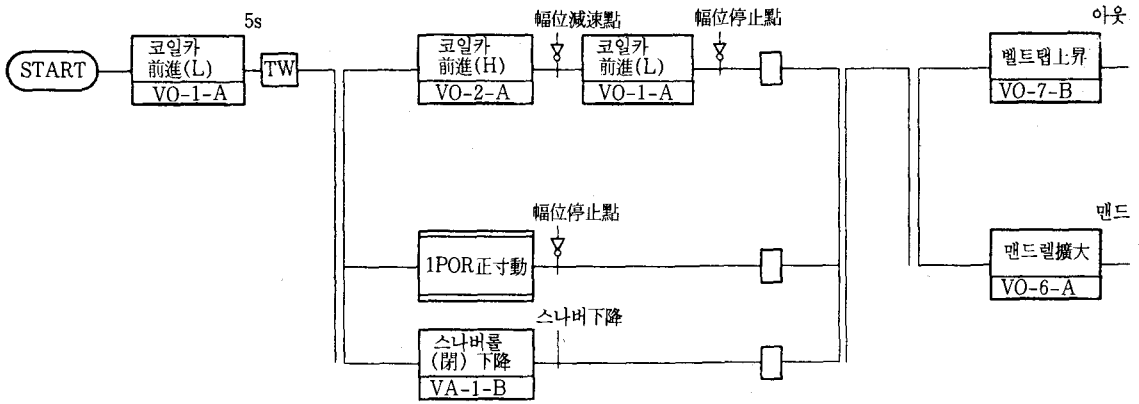 5s
幅位減速點
幅位停止點
아웃
START
코일카
前進(L)
VO-1-A
TW
코일카
前進(H)
VO-2-A
코일카
前進(L)
VO-1-A
벨트탭上昇
VO-7-B
幅位停止點
맨드
1POR正寸動
맨드렐擴大
VO-6-A
스나버下降
스나버롤
(閉) 下降
VA-1-B